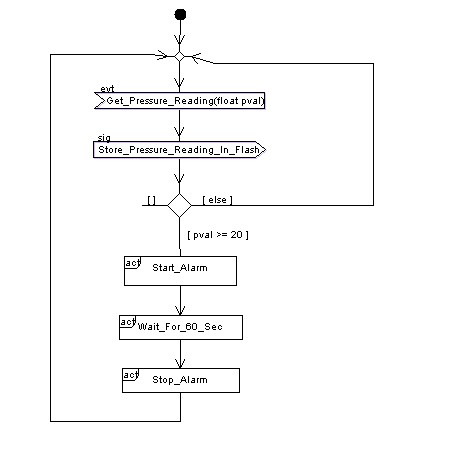 evt
Get_Pressure_Reading(float pval)
sig
Store_Pressure_Reading_In_Flash
[ ]
[ else ]
[ pval >= 20 ]
act
Start_Alarm
act
Wait_For_60_Sec
act
Stop_Alarm